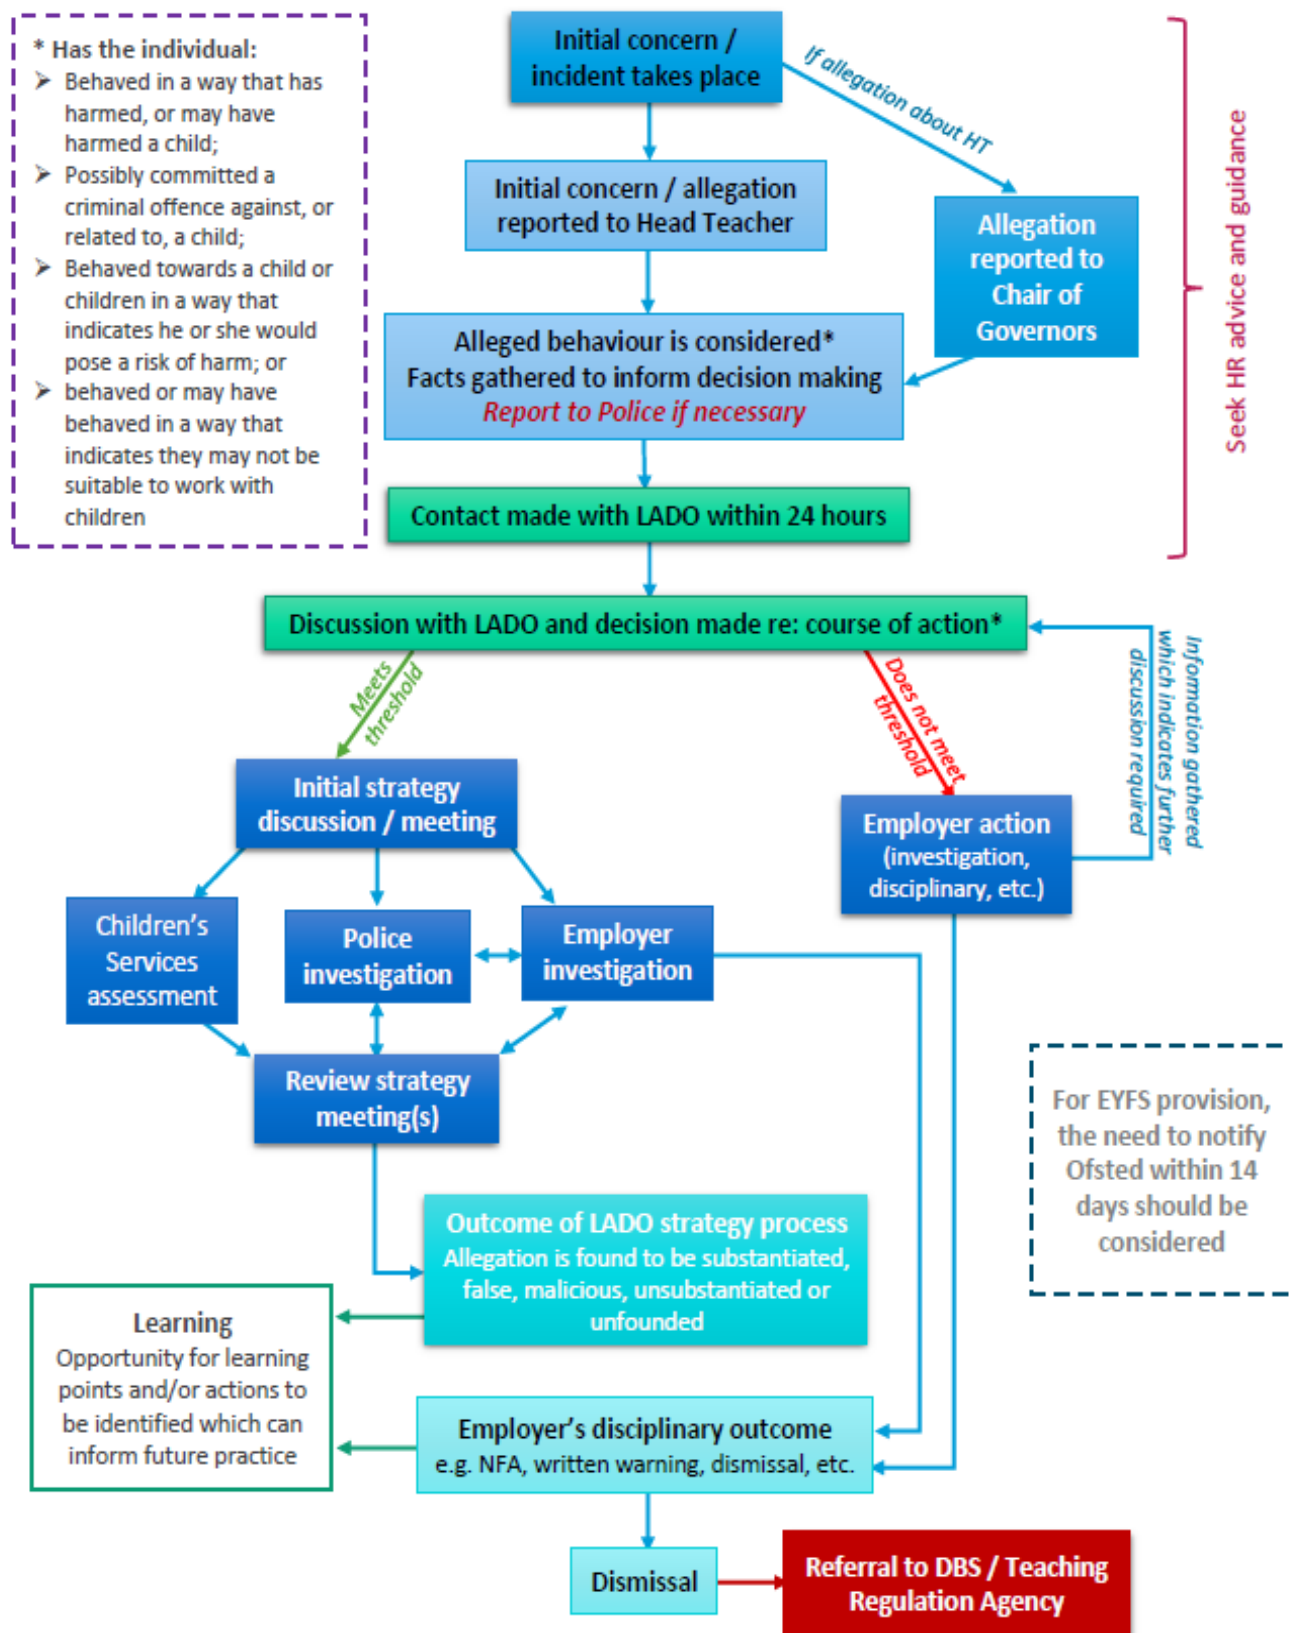 * Has the individual:
➢ Behaved in a way that has
harmed, or may have
harmed a child;
➢ Possibly committed a
criminal offence against, or
related to, a child;
➢ Behaved towards a child or
children in a way that
indicates he or she would
pose a risk of harm; or
➢ behaved or may have
behaved in a way that
indicates they may not be
suitable to work with
children
Initial concern /
incident takes place
If allegation about HT
Initial concern / allegation
reported to Head Teacher
Allegation
reported to
Chair of
Governors
Seek HR advice and guidance
Alleged behaviour is considered*
Facts gathered to inform decision making
Report to Police if necessary
Contact made with LADO within 24 hours
Discussion with LADO and decision made re: course of action*
Meets
threshold
Does not meet
threshold
Information gathered
which indicates further
discussion required
Initial strategy
discussion / meeting
Employer action
(investigation,
disciplinary, etc.)
Children's
Services
assessment
Police
investigation
Employer
investigation
Review strategy
meeting(s)
For EYFS provision,
the need to notify
Ofsted within 14
days should be
considered
Outcome of LADO strategy process
Allegation is found to be substantiated,
false, malicious, unsubstantiated or
unfounded
Learning
Opportunity for learning
points and/or actions to
be identified which can
inform future practice
Employer's disciplinary outcome
e.g. NFA, written warning, dismissal, etc.
Dismissal
Referral to DBS / Teaching
Regulation Agency